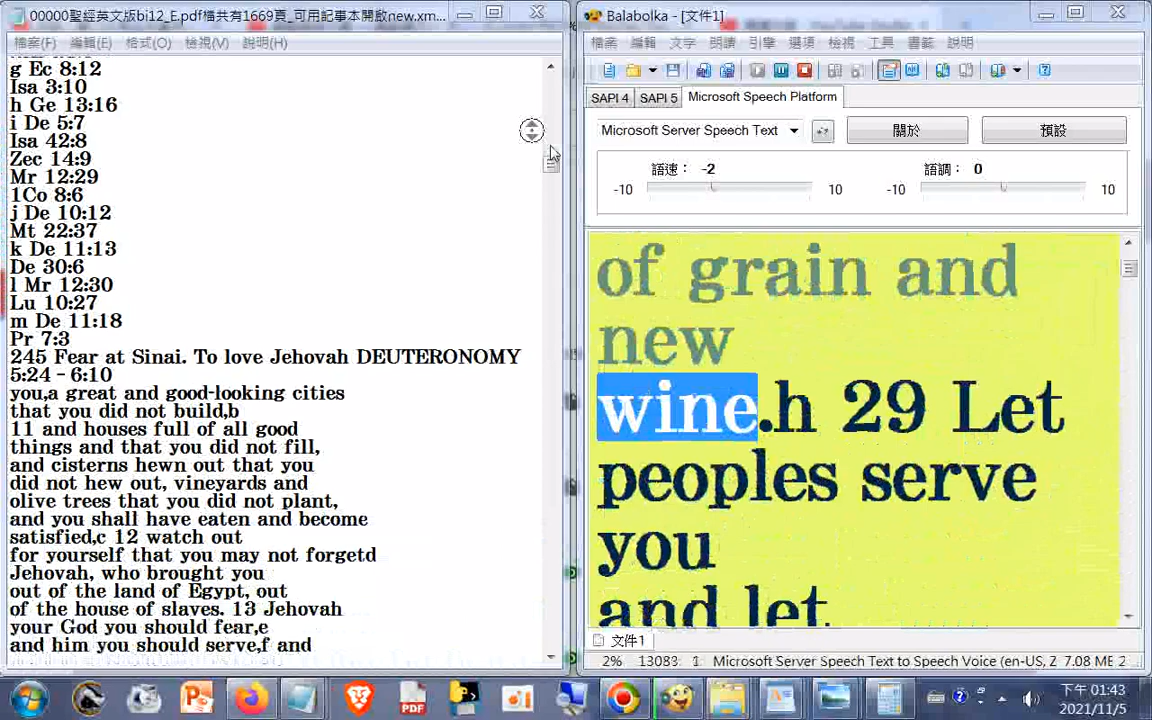 00000聖經英文版bi12_E.pdf檔共有1669頁_可用記事本開啟new.xm...
檔案(F) 編輯(E) 格式(O) 檢視(V) 說明(H)
g Ec 8:12
Isa 3:10
h Ge 13:16
i De 5:7
Isa 42:8
Zec 14:9
Mr 12:29
1Co 8:6
j De 10:12
Mt 22:37
k De 11:13
De 30:6
l Mr 12:30
Lu 10:27
m De 11:18
Pr 7:3
245 Fear at Sinai. To love Jehovah DEUTERONOMY
5:24–6:10
you,a great and good-looking cities
that you did not build,b
11 and houses full of all good
things and that you did not fill,
and cisterns hewn out that you
did not hew out, vineyards and
olive trees that you did not plant,
and you shall have eaten and become
satisfied,c 12 watch out
for yourself that you may not forgetd
Jehovah, who brought you
out of the land of Egypt, out
of the house of slaves. 13 Jehovah
your God you should fear,e
and him you should serve,f and
Balabolka - [文件1]
檔案 編輯 文字 朗讀 引擎 選項 檢視 工具 書籤 說明
SAPI 4 SAPI 5 Microsoft Speech Platform
Microsoft Server Speech Text 關於 預設
語速： -2 語調： 0
-10 10 -10 10
of grain and
new
wine.h 29 Let
peoples serve
you
and let
文件1
2% 13083: 1 Microsoft Server Speech Text to Speech Voice (en-US, Z 7.08 MB 2
PDF
下午 01:43
2021/11/5